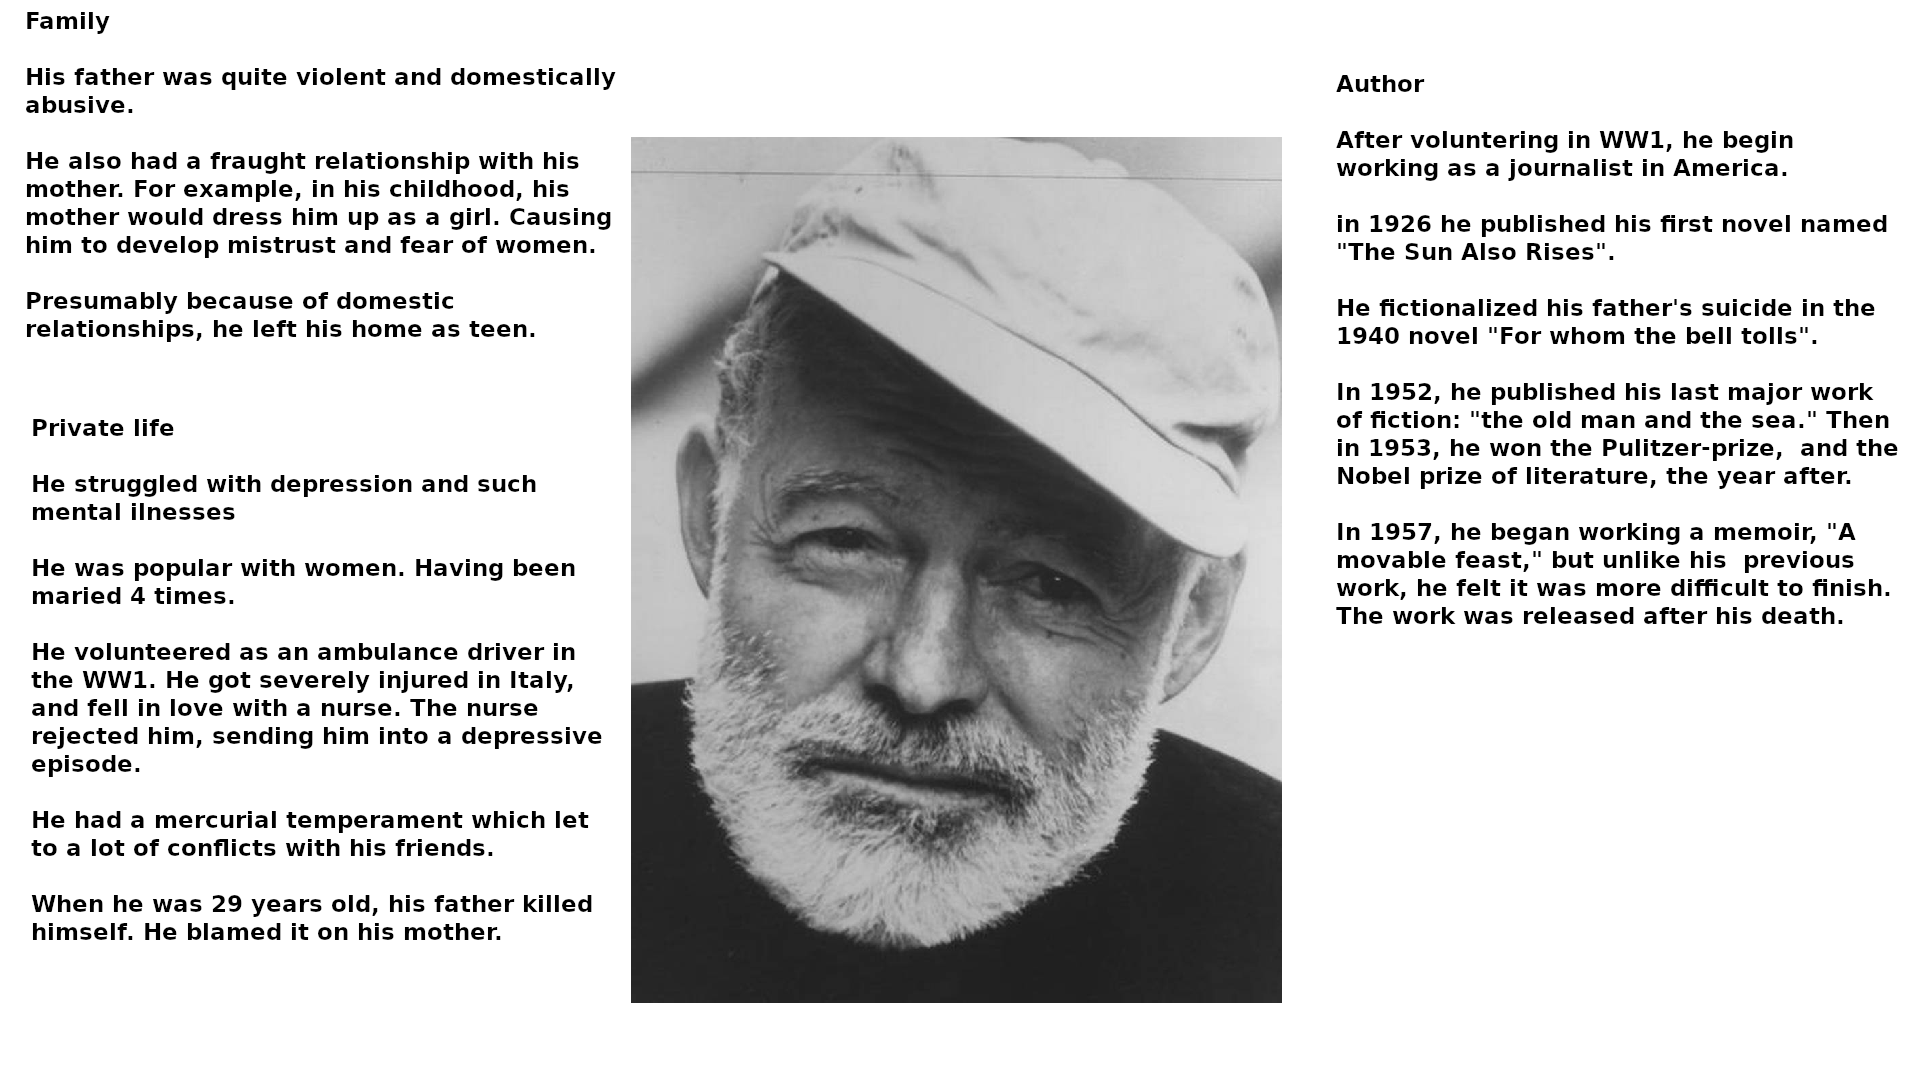 Family
His father was quite violent and domestically
abusive.
He also had a fraught relationship with his
mother. For example, in his childhood, his
mother would dress him up as a girl. Causing
him to develop mistrust and fear of women.
Presumably because of domestic
relationships, he left his home as teen.
Private life
He struggled with depression and such
mental ilnesses
He was popular with women. Having been
maried 4 times.
He volunteered as an ambulance driver in
the WW1. He got severely injured in Italy,
and fell in love with a nurse. The nurse
rejected him, sending him into a depressive
episode.
He had a mercurial temperament which let
to a lot of conflicts with his friends.
When he was 29 years old, his father killed
himself. He blamed it on his mother.
Author
After voluntering in WW1, he begin
working as a journalist in America.
in 1926 he published his first novel named
"The Sun Also Rises".
He fictionalized his father's suicide in the
1940 novel "For whom the bell tolls".
In 1952, he published his last major work
of fiction: "the old man and the sea." Then
in 1953, he won the Pulitzer-prize,  and the
Nobel prize of literature, the year after.
In 1957, he began working a memoir, "A
movable feast," but unlike his  previous
work, he felt it was more difficult to finish.
The work was released after his death.